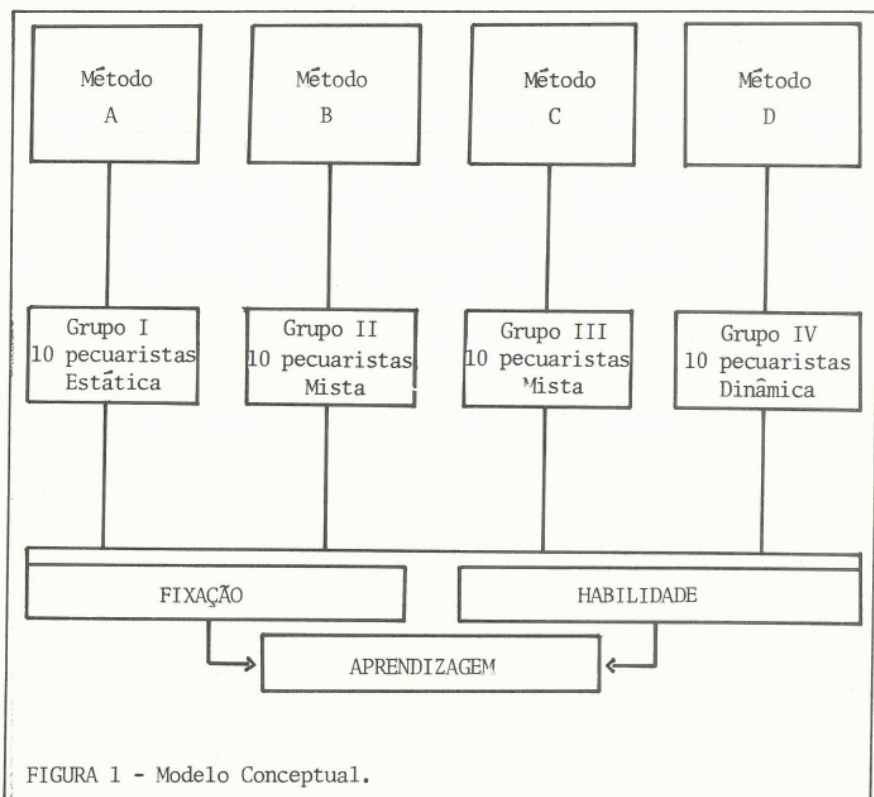 Método
A
Método
B
Método
C
Método
D
Grupo I
10 pecuaristas
Estática
Grupo II
10 pecuaristas
Mista
Grupo III
10 pecuaristas
Mista
Grupo IV
10 pecuaristas
Dinâmica
FIXAÇÃO
HABILIDADE
APRENDIZAGEM
FIGURA 1 - Modelo Conceptual.